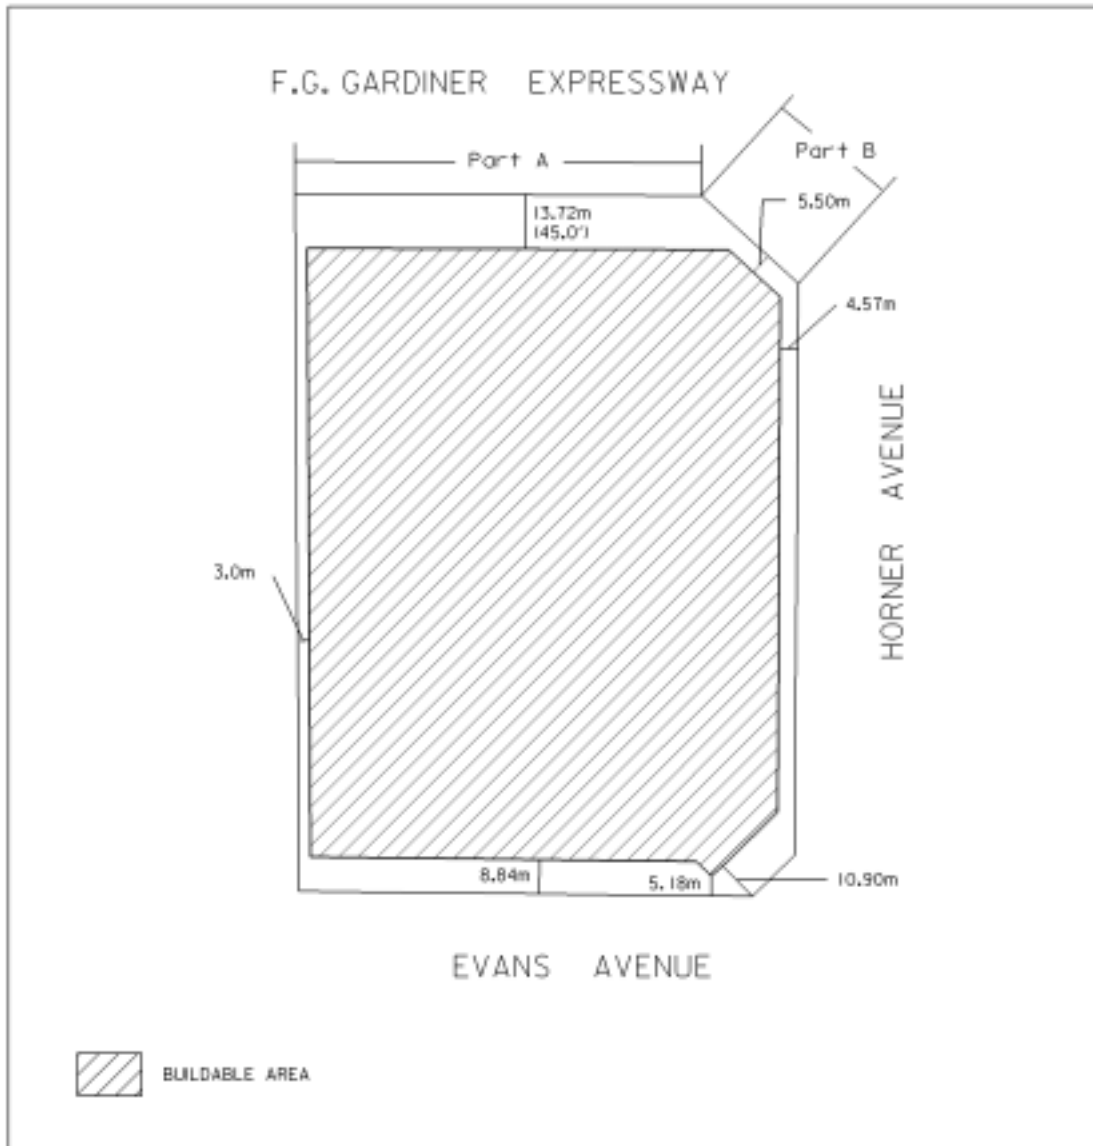 F.G. GARDINER EXPRESSWAY
Part A
Part B
13.72m
(45.0')
5.50m
4.57m
HORNER AVENUE
3.0m
8.84m
5.18m
10.90m
EVANS AVENUE
BUILDABLE AREA